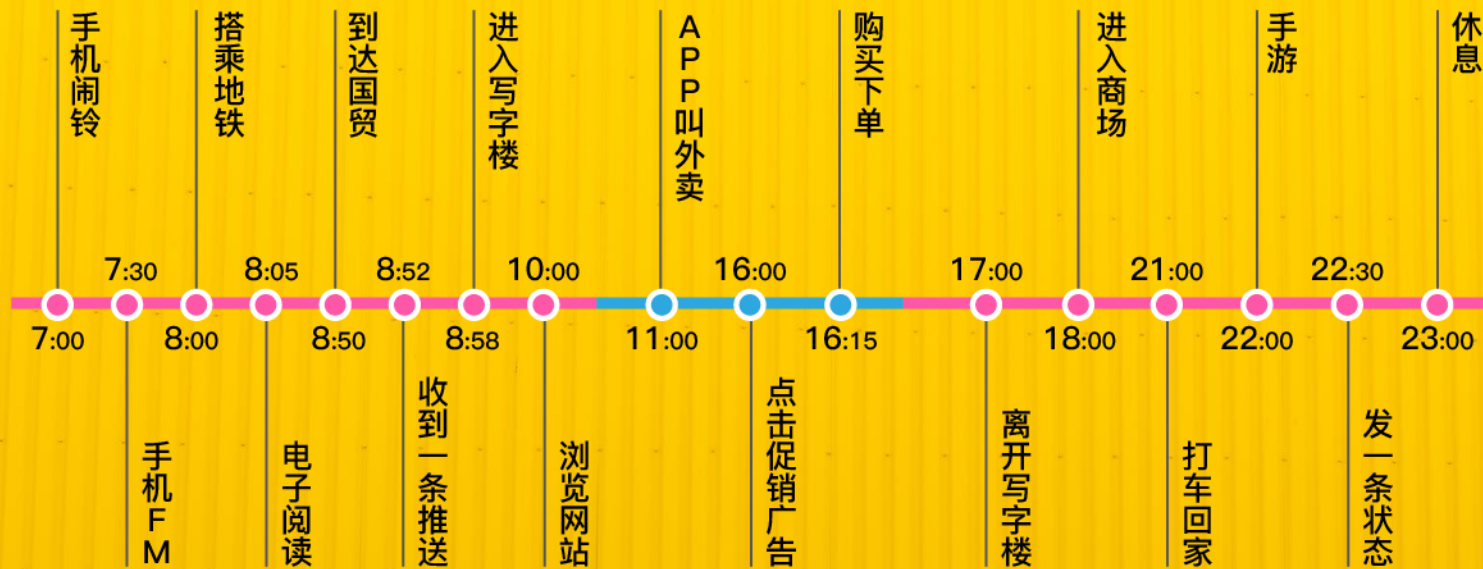 手机闹铃
搭乘地铁
到达国贸
进入写字楼
APP叫外卖
购买下单
进入商场
手游
休息
7:30
8:05
8:52
10:00
16:00
17:00
21:00
22:30
7:00
8:00
8:50
8:58
11:00
16:15
18:00
22:00
23:00
手机FM
电子阅读
收到一条推送
浏览网站
点击促销广告
离开写字楼
打车回家
发一条状态